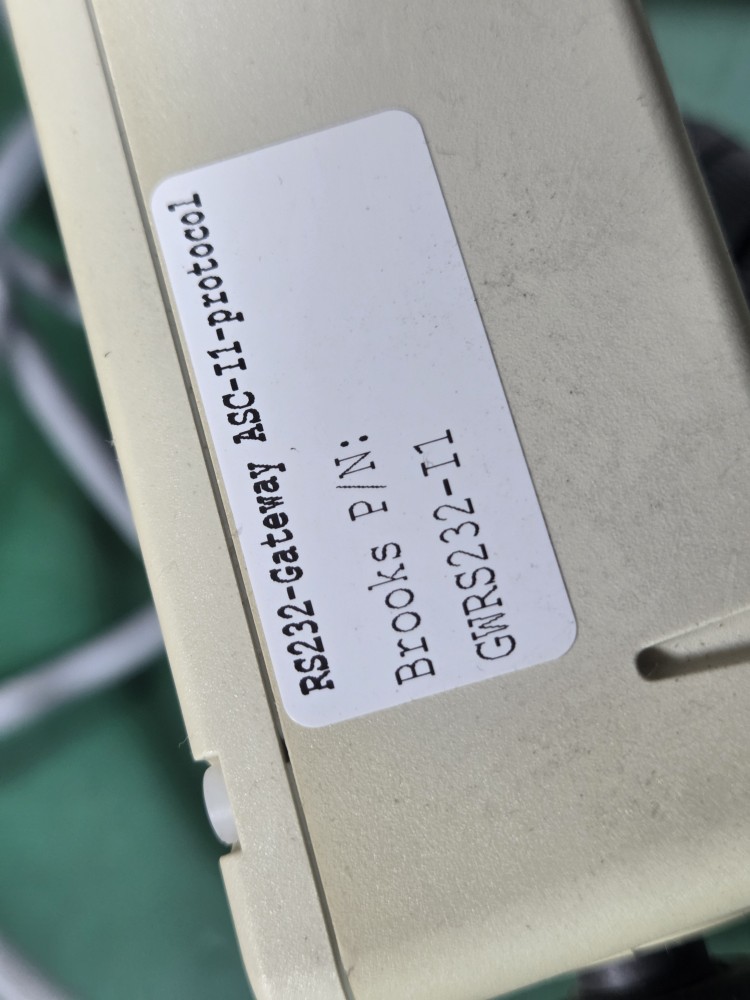 RS232-Gateway ASC-I1-protocol
Brooks P/N:
GWRS232-I1